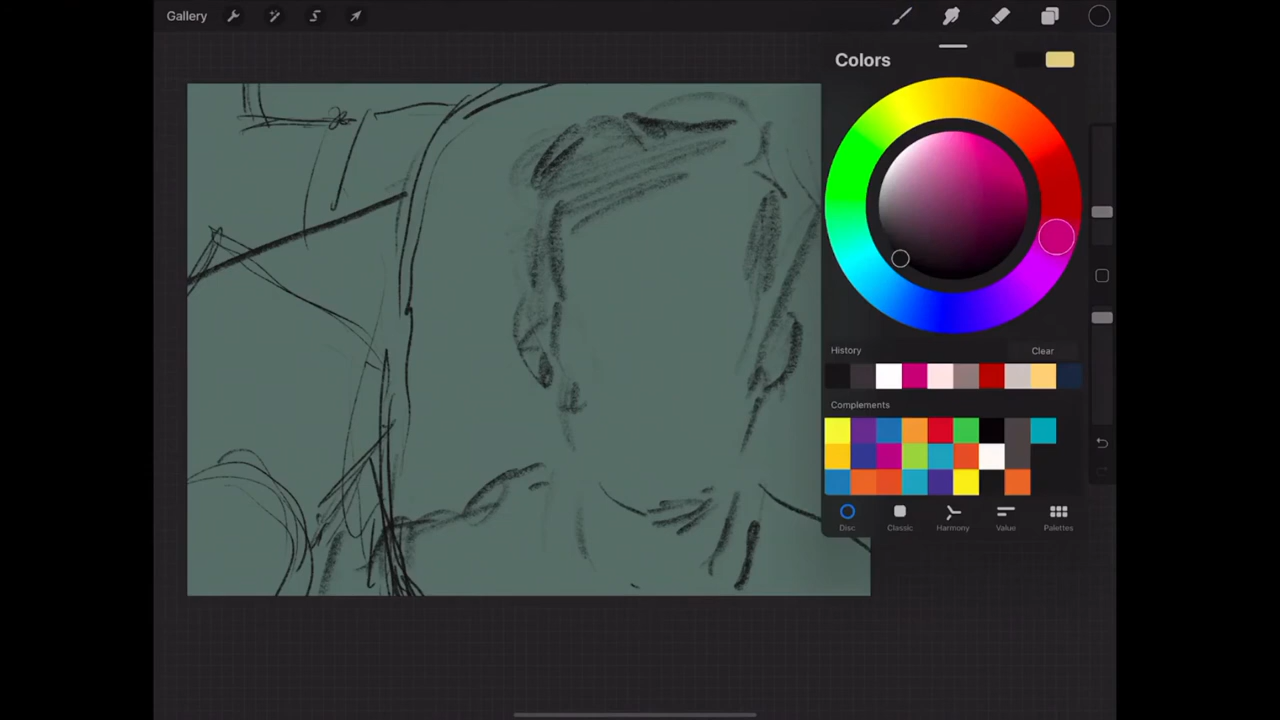 Gallery
Colors
History Clear
Complements
Disc Classic Harmony Value Palettes